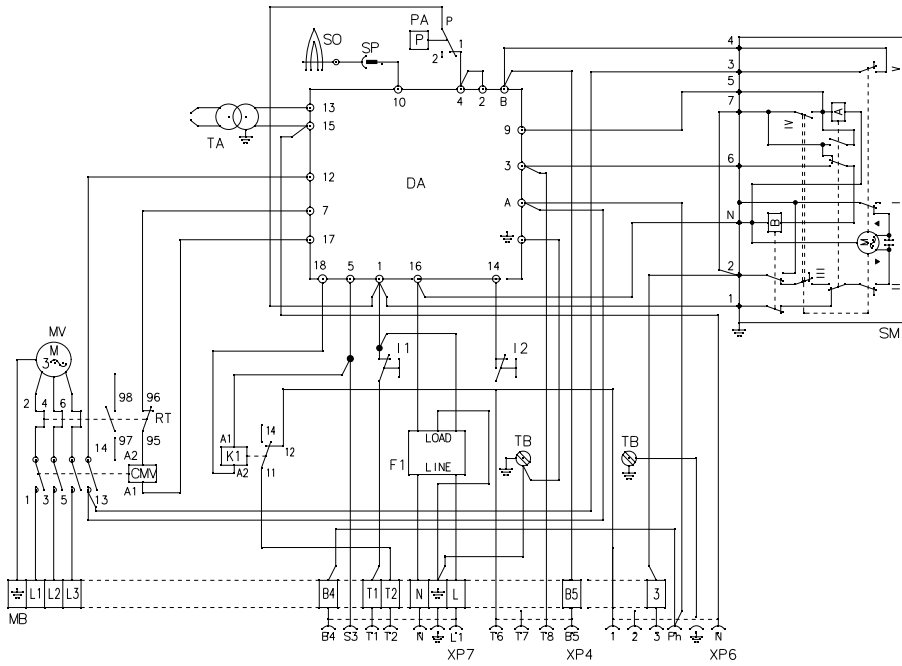 PA P
SO P 1
SP 2
4
3
5
7
6
N
2
1
V
IV A
B
M
I
III
II
SM
10 4 2 B
13
15
TA
12
7
17
9
3
A
DA
18 5 1 16 14
MV
M
3
2 4 6
98 96
RT
97 95
14 A2
CMV
1 3 5 13 A1
I1 I2
A1 14
K1 12
A2 11
LOAD
F1
LINE
TB TB
L1 L2 L3 B4 T1 T2 N L B5 3
MB
B4 S3 T1 T2 N L1 T6 T7 T8 B5 1 2 3 Ph N
XP7 XP4 XP6